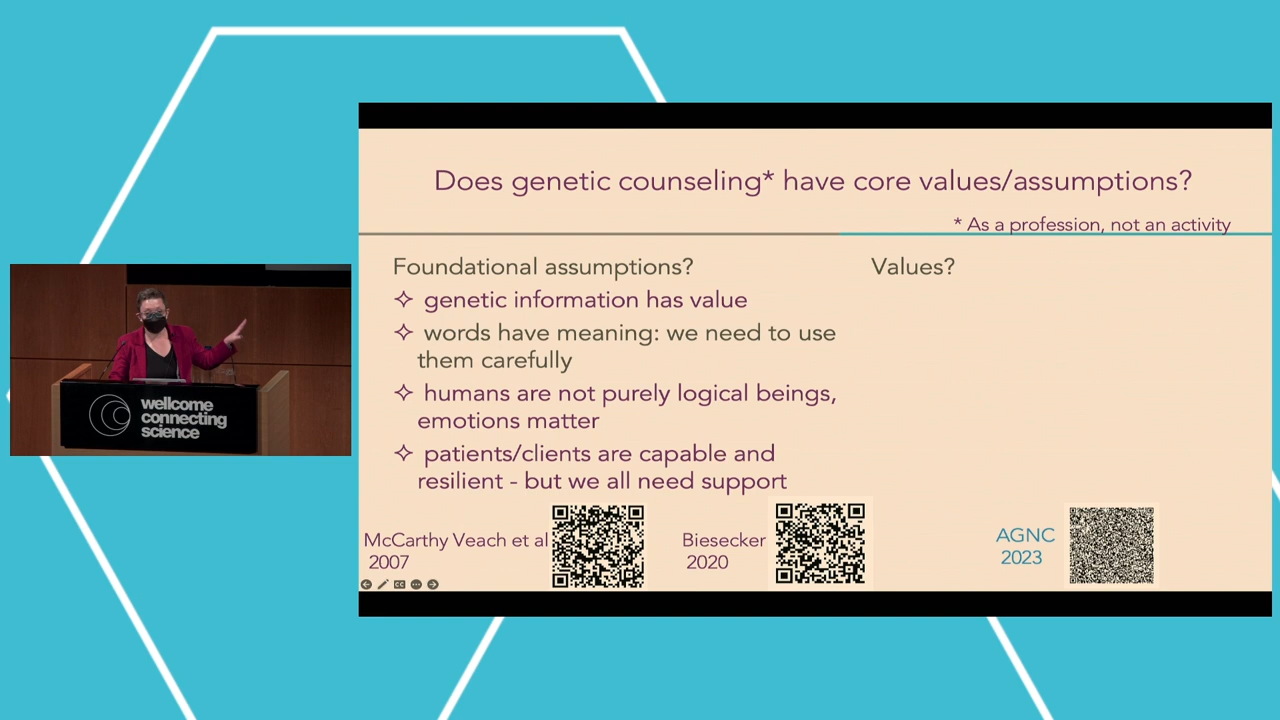 Does genetic counseling* have core values/assumptions?
* As a profession, not an activity
Foundational assumptions?
✧ genetic information has value
✧ words have meaning: we need to use
them carefully
✧ humans are not purely logical beings,
emotions matter
✧ patients/clients are capable and
resilient - but we all need support
Values?
McCarthy Veach et al
2007
Biesecker
2020
AGNC
2023
wellcome
connecting
science